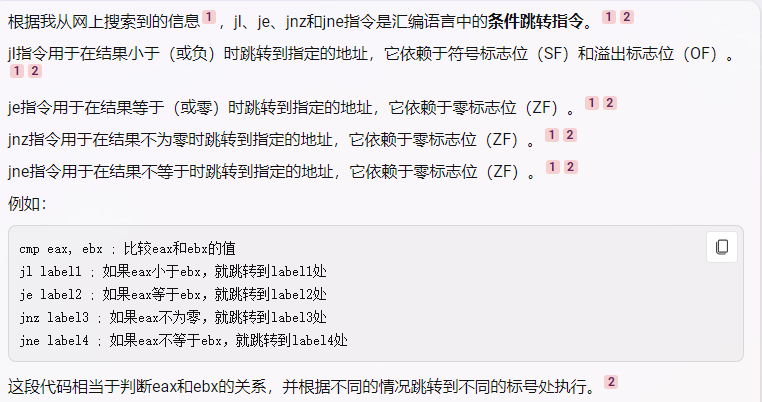 根据我从网上搜索到的信息 1 ，jl、je、jnz和jne指令是汇编语言中的条件跳转指令。 1 2
jl指令用于在结果小于（或负）时跳转到指定的地址，它依赖于符号标志位（SF）和溢出标志位（OF）。
1 2
je指令用于在结果等于（或零）时跳转到指定的地址，它依赖于零标志位（ZF）。 1 2
jnz指令用于在结果不为零时跳转到指定的地址，它依赖于零标志位（ZF）。 1 2
jne指令用于在结果不等于时跳转到指定的地址，它依赖于零标志位（ZF）。 1 2
例如：
cmp eax, ebx ; 比较eax和ebx的值
jl label1 ; 如果eax小于ebx，就跳转到label1处
je label2 ; 如果eax等于ebx，就跳转到label2处
jnz label3 ; 如果eax不为零，就跳转到label3处
jne label4 ; 如果eax不等于ebx，就跳转到label4处
这段代码相当于判断eax和ebx的关系，并根据不同的情况跳转到不同的标号处执行。 2